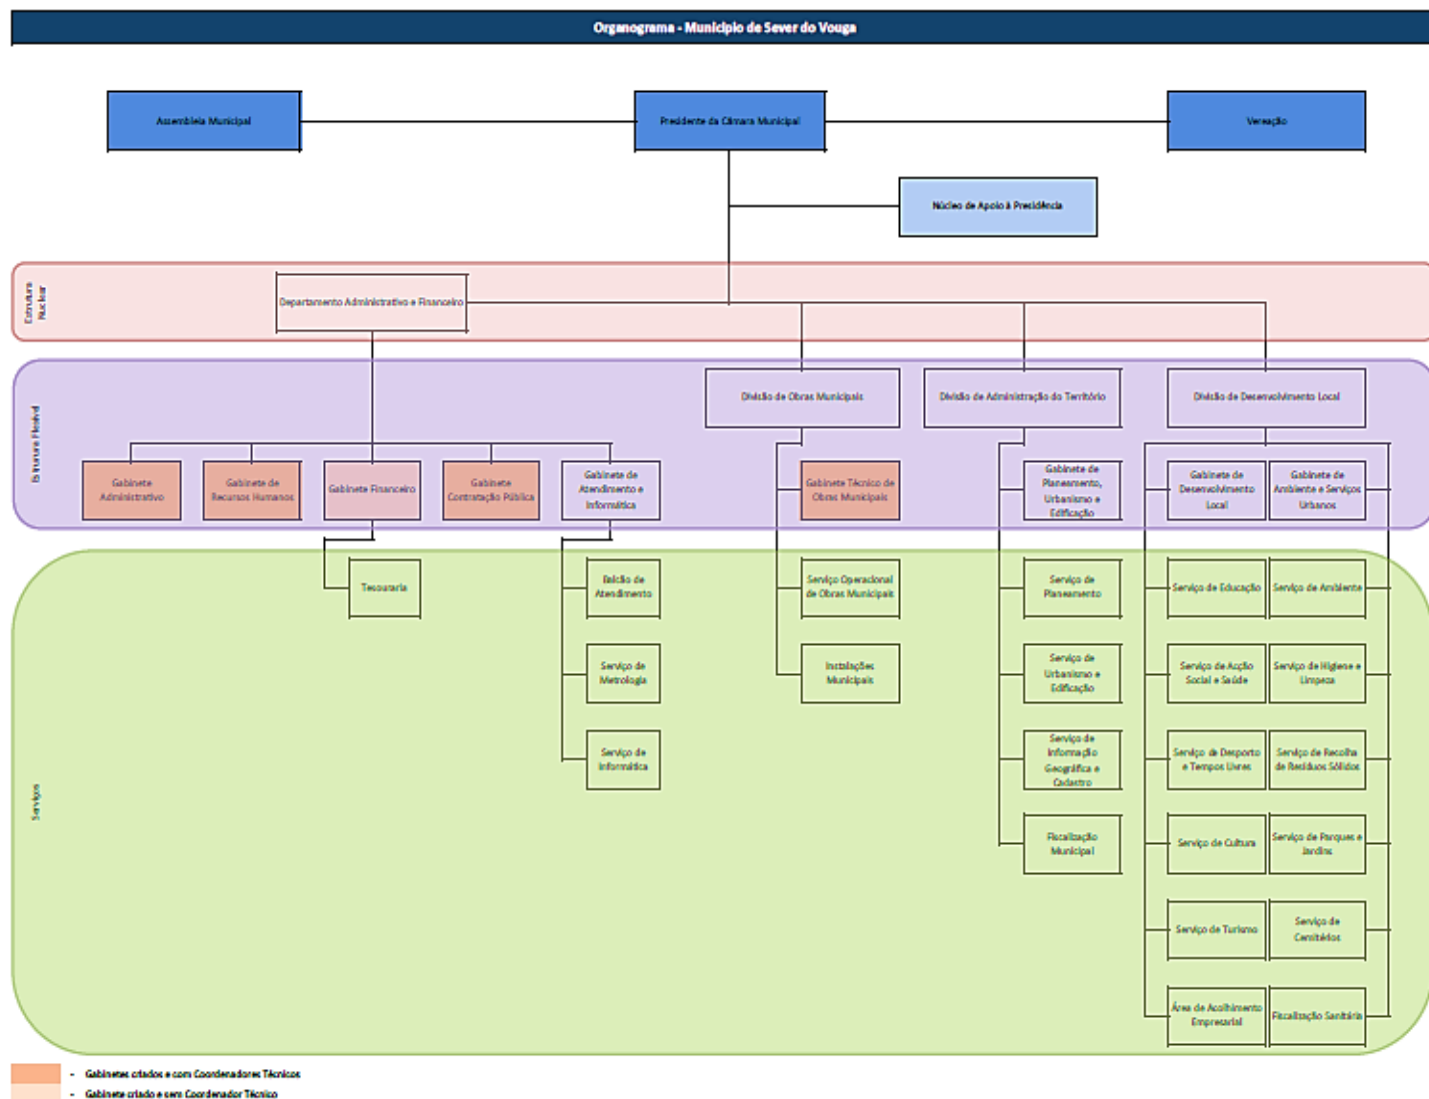 Organograma - Município de Sever do Vouga
Assembleia Municipal
Presidente da Câmara Municipal
Vereação
Núcleo de Apoio à Presidência
Estrutura
Nuclear
Departamento Administrativo e Financeiro
Estrutura Flexível
Divisão de Obras Municipais
Divisão de Administração do Território
Divisão de Desenvolvimento Local
Gabinete
Administrativo
Gabinete de
Recursos Humanos
Gabinete Financeiro
Gabinete
Contratação Pública
Gabinete de
Atendimento e
Informática
Gabinete Técnico de
Obras Municipais
Gabinete de
Planeamento,
Urbanismo e
Edificação
Gabinete de
Desenvolvimento
Local
Gabinete de
Ambiente e Serviços
Urbanos
Serviços
Tesouraria
Balcão de
Atendimento
Serviço Operacional
de Obras Municipais
Serviço de
Planeamento
Serviço de Educação
Serviço de Ambiente
Serviço de
Metrologia
Instalações
Municipais
Serviço de
Urbanismo e
Edificação
Serviço de Acção
Social e Saúde
Serviço de Higiene e
Limpeza
Serviço de
Informática
Serviço de
Informação
Geográfica e
Cadastro
Serviço de Desporto
e Tempos Livres
Serviço de Recolha
de Resíduos Sólidos
Fiscalização
Municipal
Serviço de Cultura
Serviço de Parques e
Jardins
Serviço de Turismo
Serviço de
Cemitérios
Área de Acolhimento
Empresarial
Fiscalização Sanitária
- Gabinetes criados e com Coordenadores Técnicos
- Gabinete criado e sem Coordenador Técnico